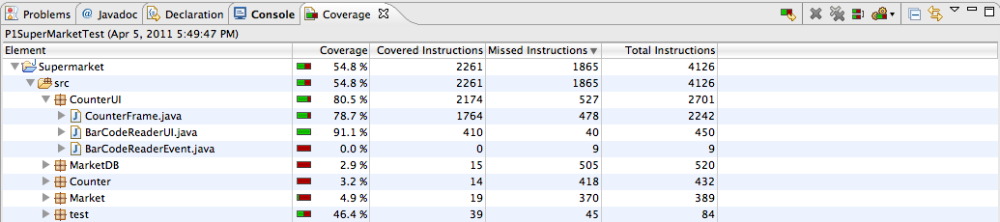 Problems @ Javadoc Declaration Console Coverage
P1SuperMarketTest (Apr 5, 2011 5:49:47 PM)
Element Coverage Covered Instructions Missed Instructions Total Instructions
Supermarket 54.8 % 2261 1865 4126
src 54.8 % 2261 1865 4126
CounterUI 80.5 % 2174 527 2701
CounterFrame.java 78.7 % 1764 478 2242
BarCodeReaderUI.java 91.1 % 410 40 450
BarCodeReaderEvent.java 0.0 % 0 9 9
MarketDB 2.9 % 15 505 520
Counter 3.2 % 14 418 432
Market 4.9 % 19 370 389
test 46.4 % 39 45 84